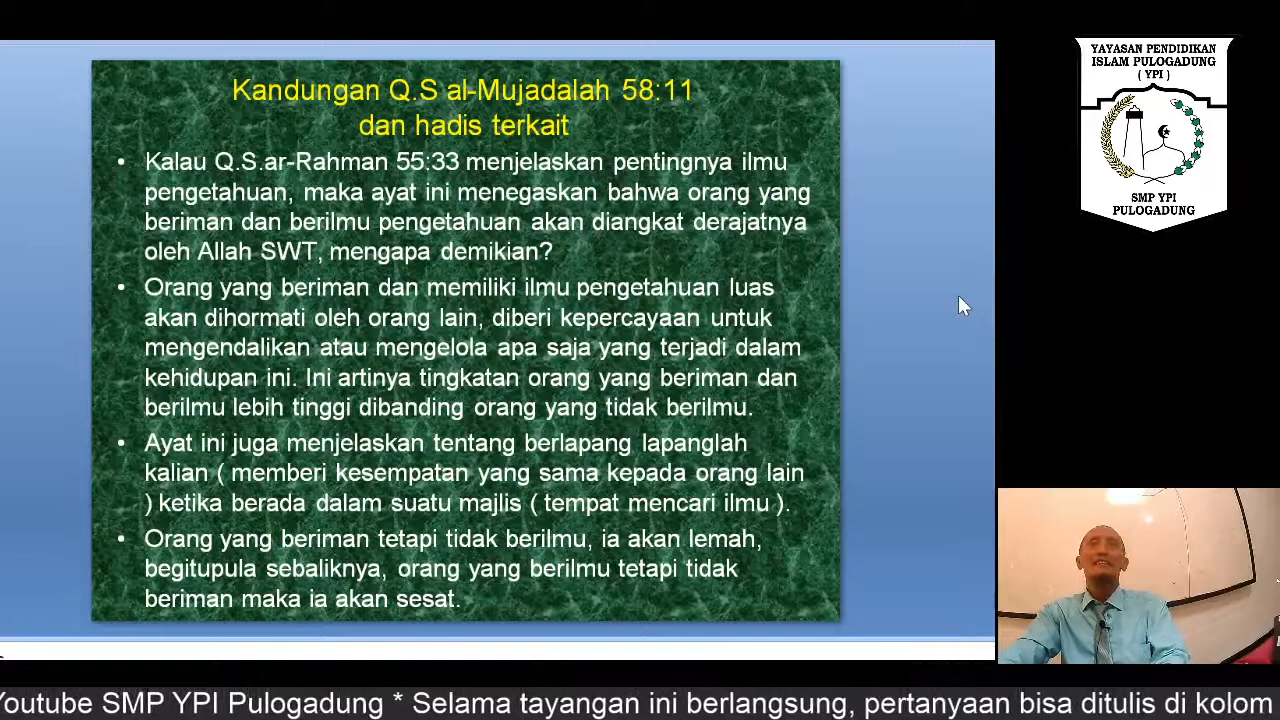 Kandungan Q.S al-Mujadalah 58:11
dan hadis terkait
• Kalau Q.S.ar-Rahman 55:33 menjelaskan pentingnya ilmu
pengetahuan, maka ayat ini menegaskan bahwa orang yang
beriman dan berilmu pengetahuan akan diangkat derajatnya
oleh Allah SWT, mengapa demikian?
• Orang yang beriman dan memiliki ilmu pengetahuan luas
akan dihormati oleh orang lain, diberi kepercayaan untuk
mengendalikan atau mengelola apa saja yang terjadi dalam
kehidupan ini. Ini artinya tingkatan orang yang beriman dan
berilmu lebih tinggi dibanding orang yang tidak berilmu.
• Ayat ini juga menjelaskan tentang berlapang lapanglah
kalian ( memberi kesempatan yang sama kepada orang lain
) ketika berada dalam suatu majlis ( tempat mencari ilmu ).
• Orang yang beriman tetapi tidak berilmu, ia akan lemah,
begitupula sebaliknya, orang yang berilmu tetapi tidak
beriman maka ia akan sesat.
YAYASAN PENDIDIKAN
ISLAM PULOGADUNG
( YPI )
SMP YPI
PULOGADUNG
Youtube SMP YPI Pulogadung * Selama tayangan ini berlangsung, pertanyaan bisa ditulis di kolom